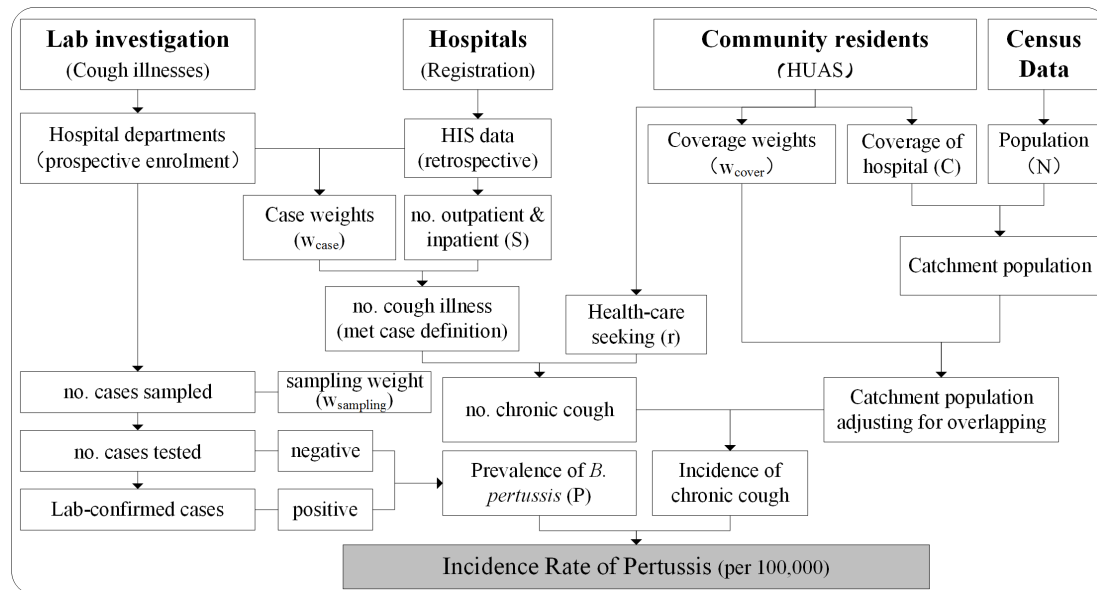 Lab investigation
(Cough illnesses)
Hospitals
(Registration)
Community residents
(HUAS)
Census
Data
Hospital departments
(prospective enrolment)
HIS data
(retrospective)
Coverage weights
(wcover)
Coverage of
hospital (C)
Population
(N)
Case weights
(wcase)
no. outpatient &
inpatient (S)
Catchment population
no. cough illness
(met case definition)
Health-care
seeking (r)
no. cases sampled
sampling weight
(wsampling)
no. chronic cough
Catchment population
adjusting for overlapping
no. cases tested
negative
Prevalence of B.
pertussis (P)
Incidence of
chronic cough
Lab-confirmed cases
positive
Incidence Rate of Pertussis (per 100,000)